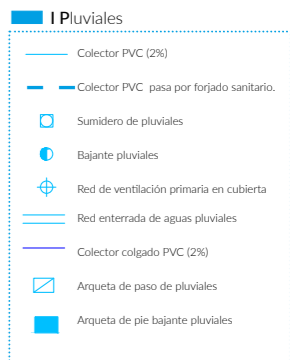 I Pluviales
Colector PVC (2%)
Colector PVC pasa por forjado sanitario.
Sumidero de pluviales
Bajante pluviales
Red de ventilación primaria en cubierta
Red enterrada de aguas pluviales
Colector colgado PVC (2%)
Arqueta de paso de pluviales
Arqueta de pie bajante pluviales